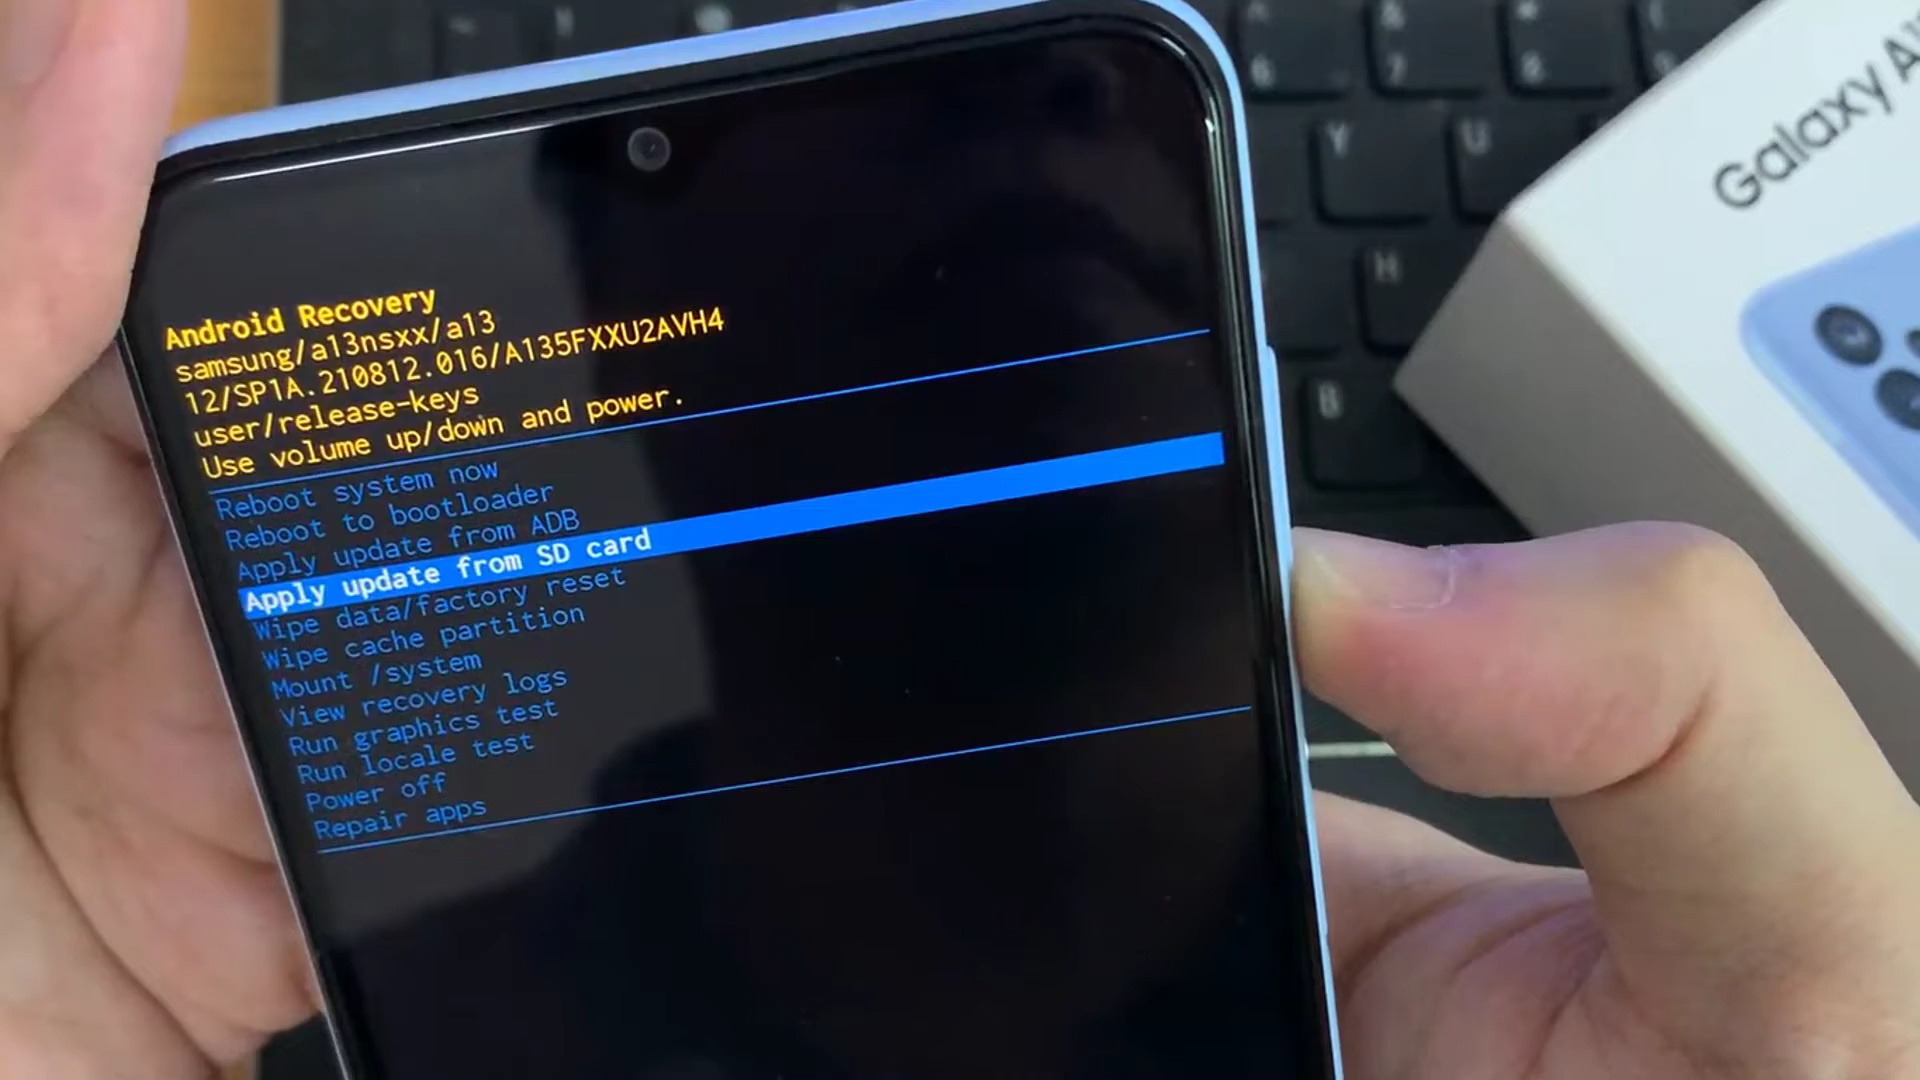 Android Recovery
samsung/a13nsxx/a13
12/SP1A.210812.016/A135FXXU2AVH4
user/release-keys
Use volume up/down and power.
Reboot system now
Reboot to bootloader
Apply update from ADB
Apply update from SD card
Wipe data/factory reset
Wipe cache partition
Mount /system
View recovery logs
Run graphics test
Run locale test
Power off
Repair apps
Galaxy
6
&
7
*
8
Y
U
H
B